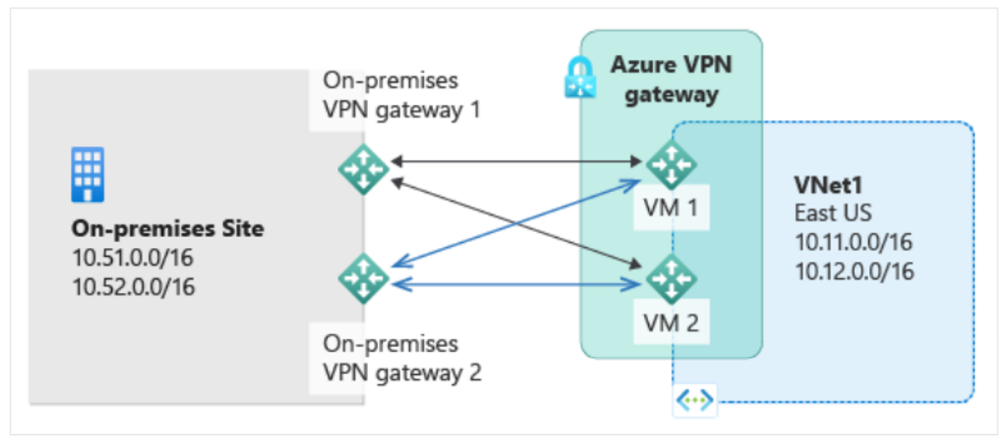 On-premises
VPN gateway 1
Azure VPN
gateway
On-premises Site
10.51.0.0/16
10.52.0.0/16
VM 1
VNet1
East US
10.11.0.0/16
10.12.0.0/16
VM 2
On-premises
VPN gateway 2